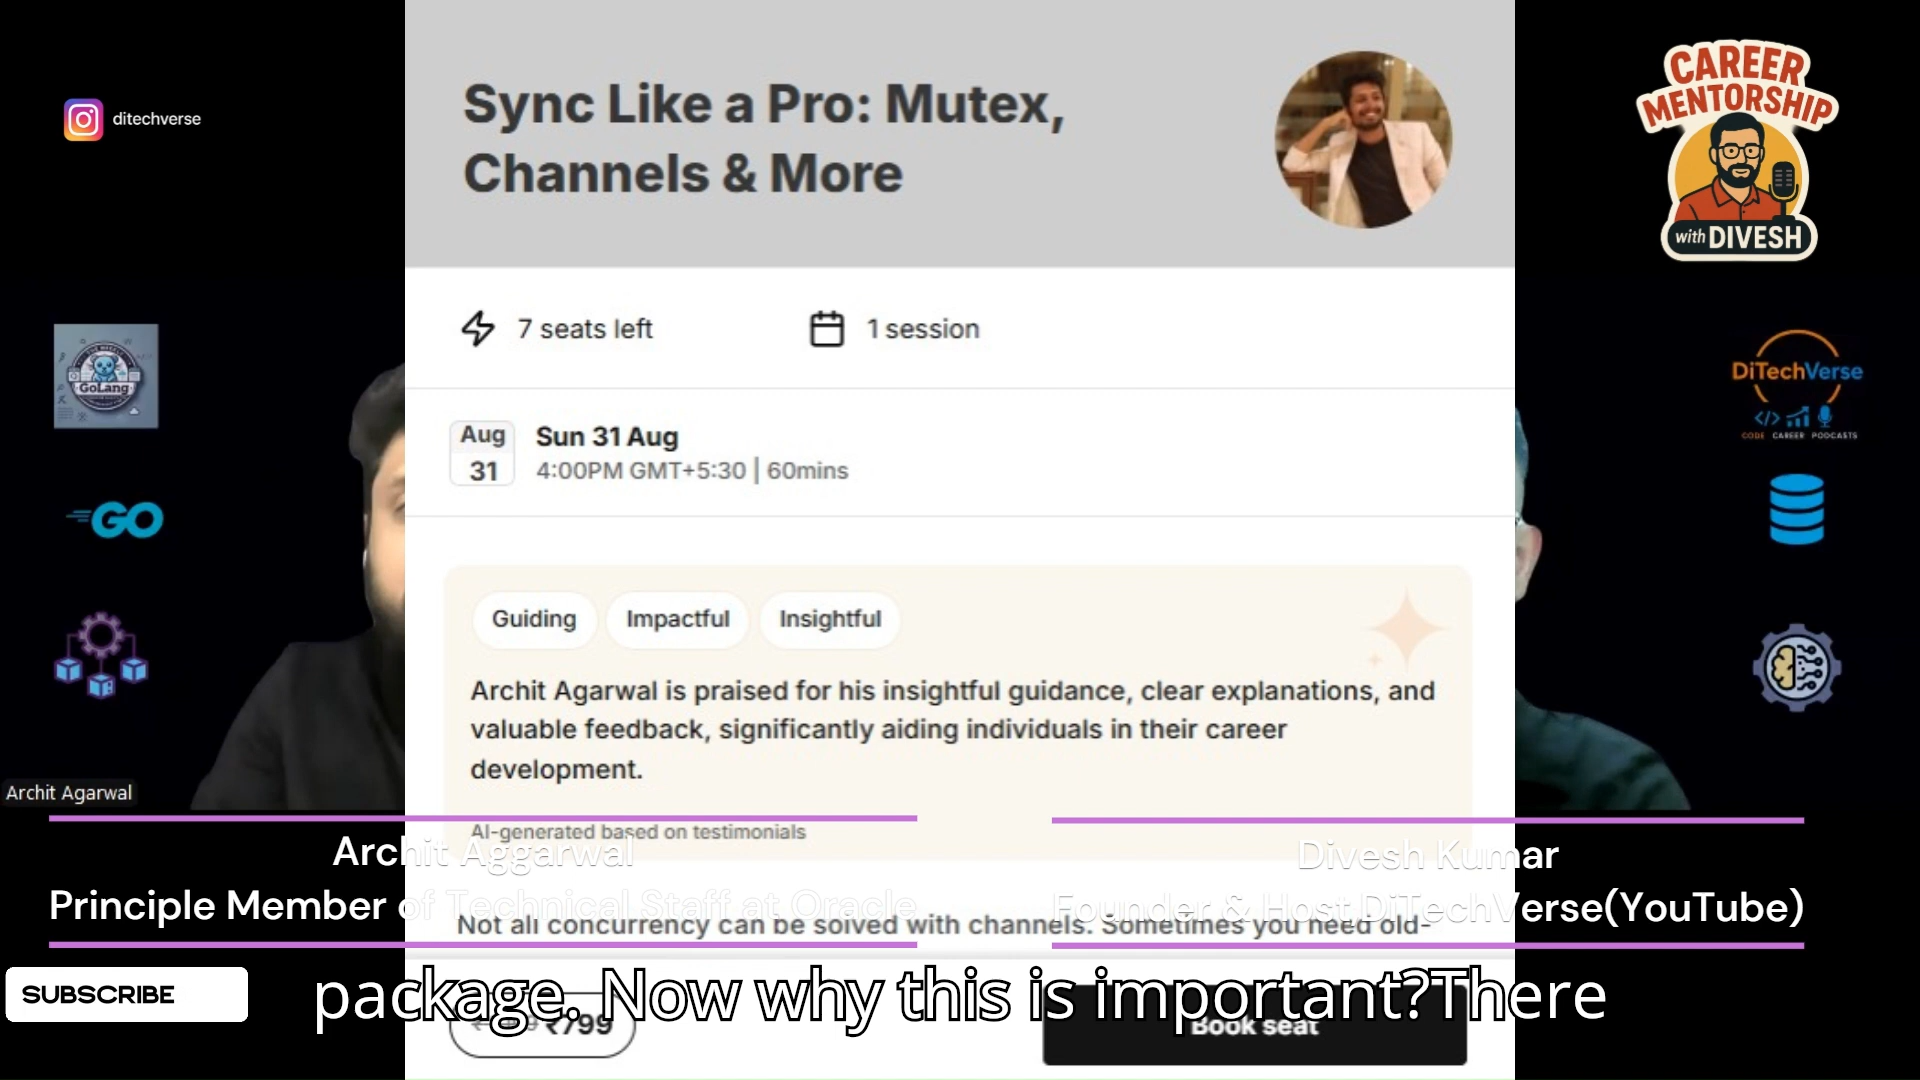 ditechverse
CAREER
MENTORSHIP
with DIVESH
Sync Like a Pro: Mutex,
Channels & More
7 seats left
1 session
GoLang
GO
DiTechVerse
CODE CAREER PODCASTS
Aug
31
Sun 31 Aug
4:00PM GMT+5:30 | 60mins
Guiding
Impactful
Insightful
Archit Agarwal is praised for his insightful guidance, clear explanations, and
valuable feedback, significantly aiding individuals in their career
development.
AI-generated based on testimonials
Archit Agarwal
Archit Aggarwal
Principle Member of Technical Staff at Oracle
Divesh Kumar
Founder & Host DiTechVerse(YouTube)
Not all concurrency can be solved with channels. Sometimes you need old-
SUBSCRIBE
package. Now why this is important?There
₹799
Book seat